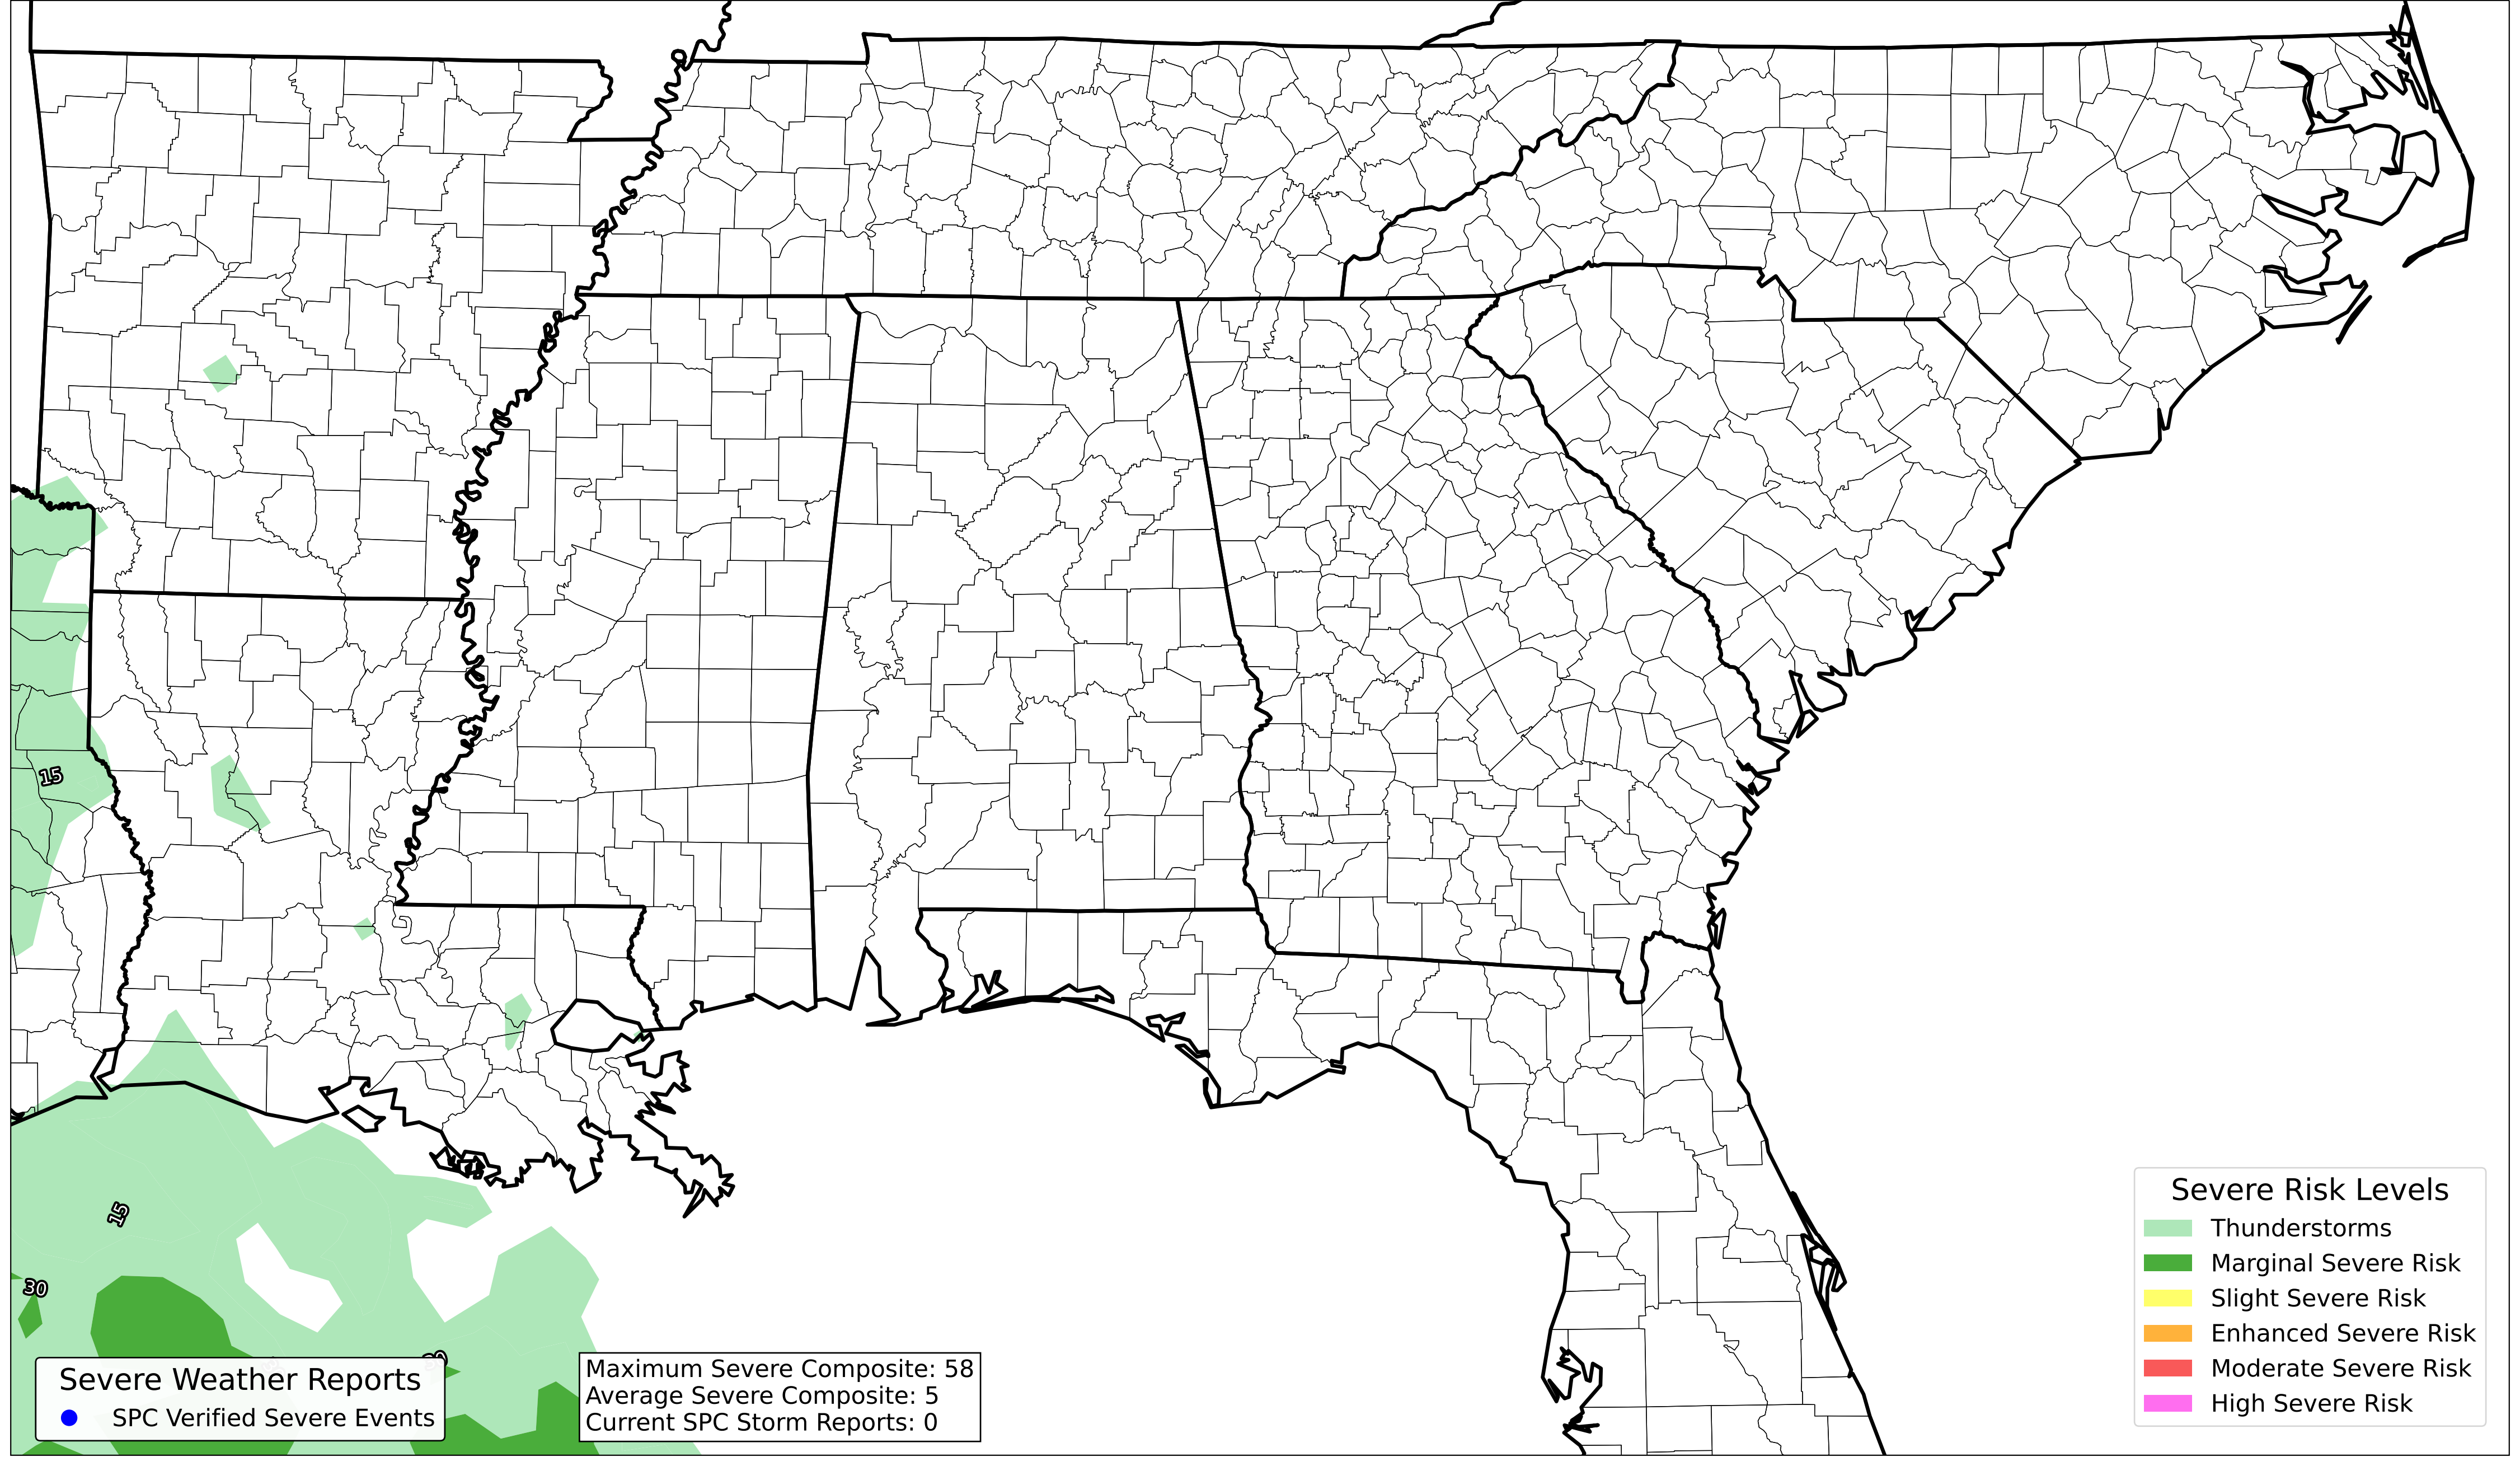 15
15
30
30
Severe Weather Reports
SPC Verified Severe Events
Maximum Severe Composite: 58
Average Severe Composite: 5
Current SPC Storm Reports: 0
Severe Risk Levels
Thunderstorms
Marginal Severe Risk
Slight Severe Risk
Enhanced Severe Risk
Moderate Severe Risk
High Severe Risk